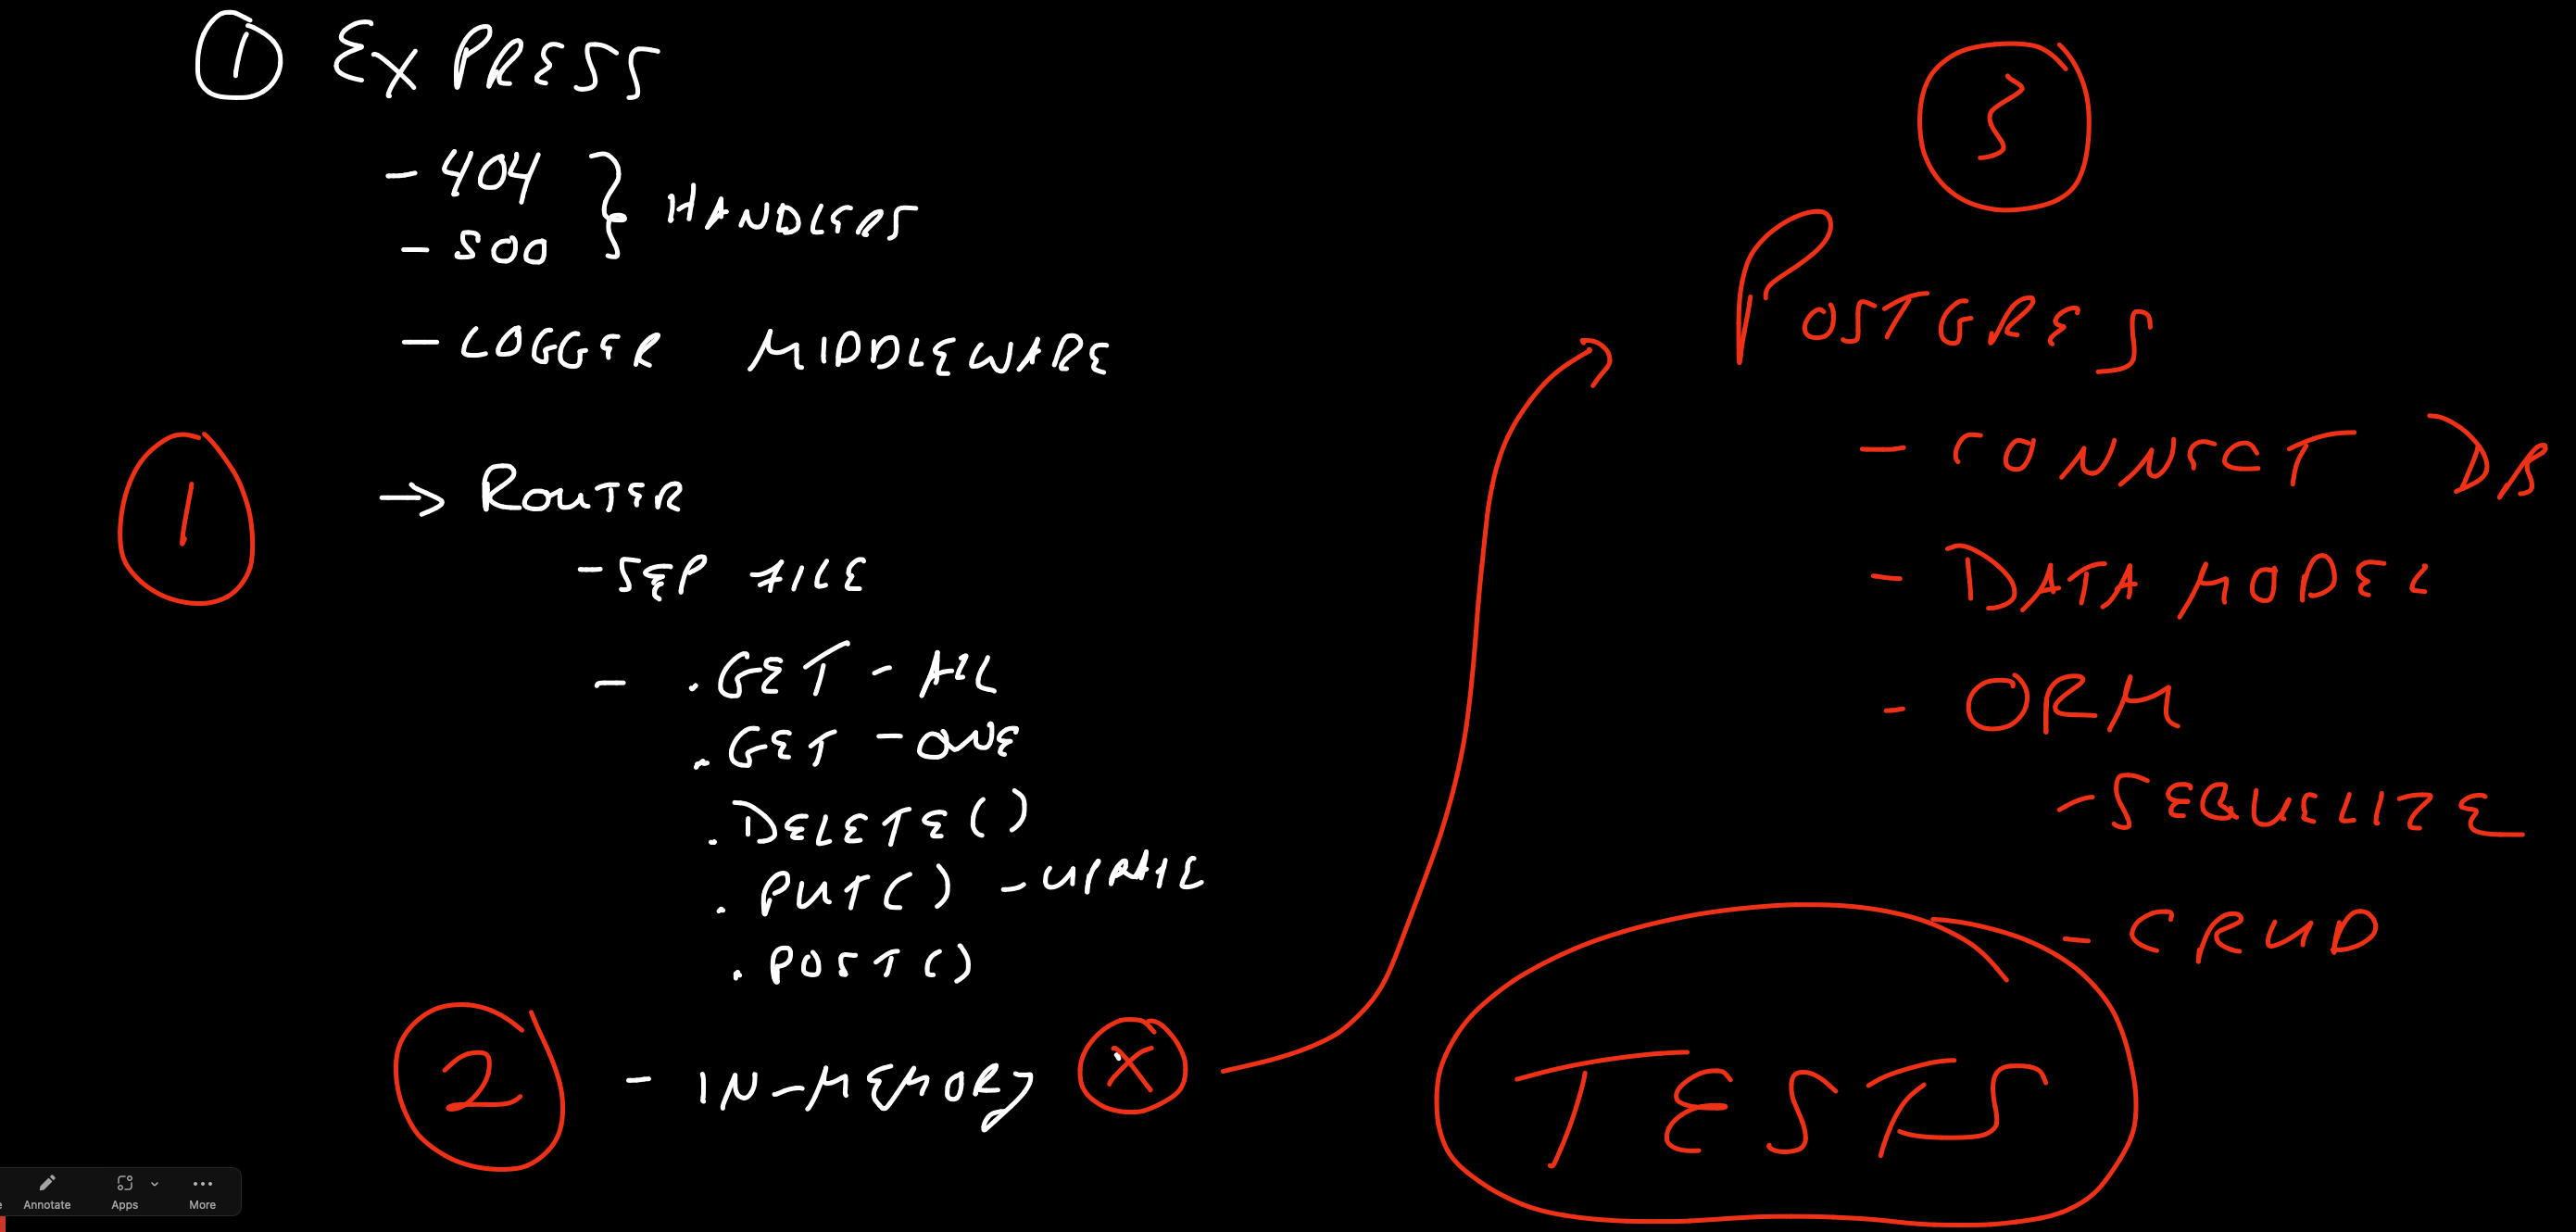 ① EXPRESS
- 404
- 500
} HANDLERS
- LOGGER MIDDLEWARE
1
→ ROUTER
- SEP FILE
- . GET - ALL
. GET - ONE
. DELETE()
. PUT() - UPDATE
. POST()
2
- IN-MEMORY X
3
POSTGRES
- CONNECT DB
- DATA MODEL
- ORM
- SEQUELIZE
- CRUD
TESTS
Annotate
Apps
More